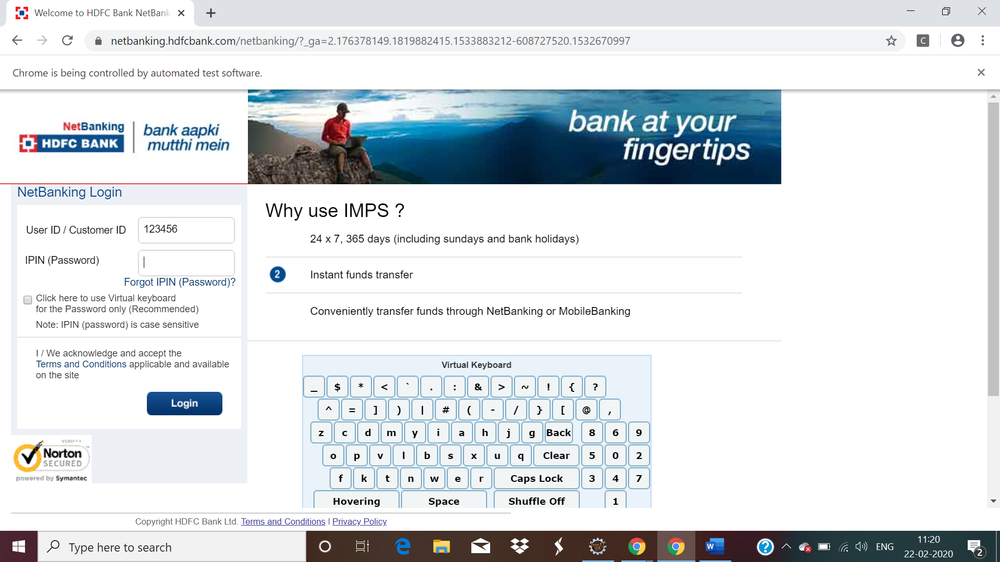 Welcome to HDFC Bank NetBank
netbanking.hdfcbank.com/netbanking/?_ga=2.176378149.1819882415.1533883212-608727520.1532670997
C
Chrome is being controlled by automated test software.
NetBanking
HDFC BANK
bank aapki
mutthi mein
bank at your
fingertips
NetBanking Login
User ID / Customer ID
123456
IPIN (Password)
Forgot IPIN (Password)?
Click here to use Virtual keyboard
for the Password only (Recommended)
Note: IPIN (password) is case sensitive
I / We acknowledge and accept the
Terms and Conditions applicable and available
on the site
Login
VERIFY
Norton
SECURED
powered by Symantec
Why use IMPS ?
24 x 7, 365 days (including sundays and bank holidays)
2 Instant funds transfer
Conveniently transfer funds through NetBanking or MobileBanking
Virtual Keyboard
_ $ * < ` . : & > ~ ! { ?
^ = ] ) | # ( - / } [ @ ,
z c d m y i a h j g Back 8 6 9
o p v l b s x u q Clear 5 0 2
f k t n w e r Caps Lock 3 4 7
Hovering Space Shuffle Off 1
Copyright HDFC Bank Ltd. Terms and Conditions I Privacy Policy
Type here to search
Java EE
IDE
W
?
ENG
11:20
22-02-2020
2